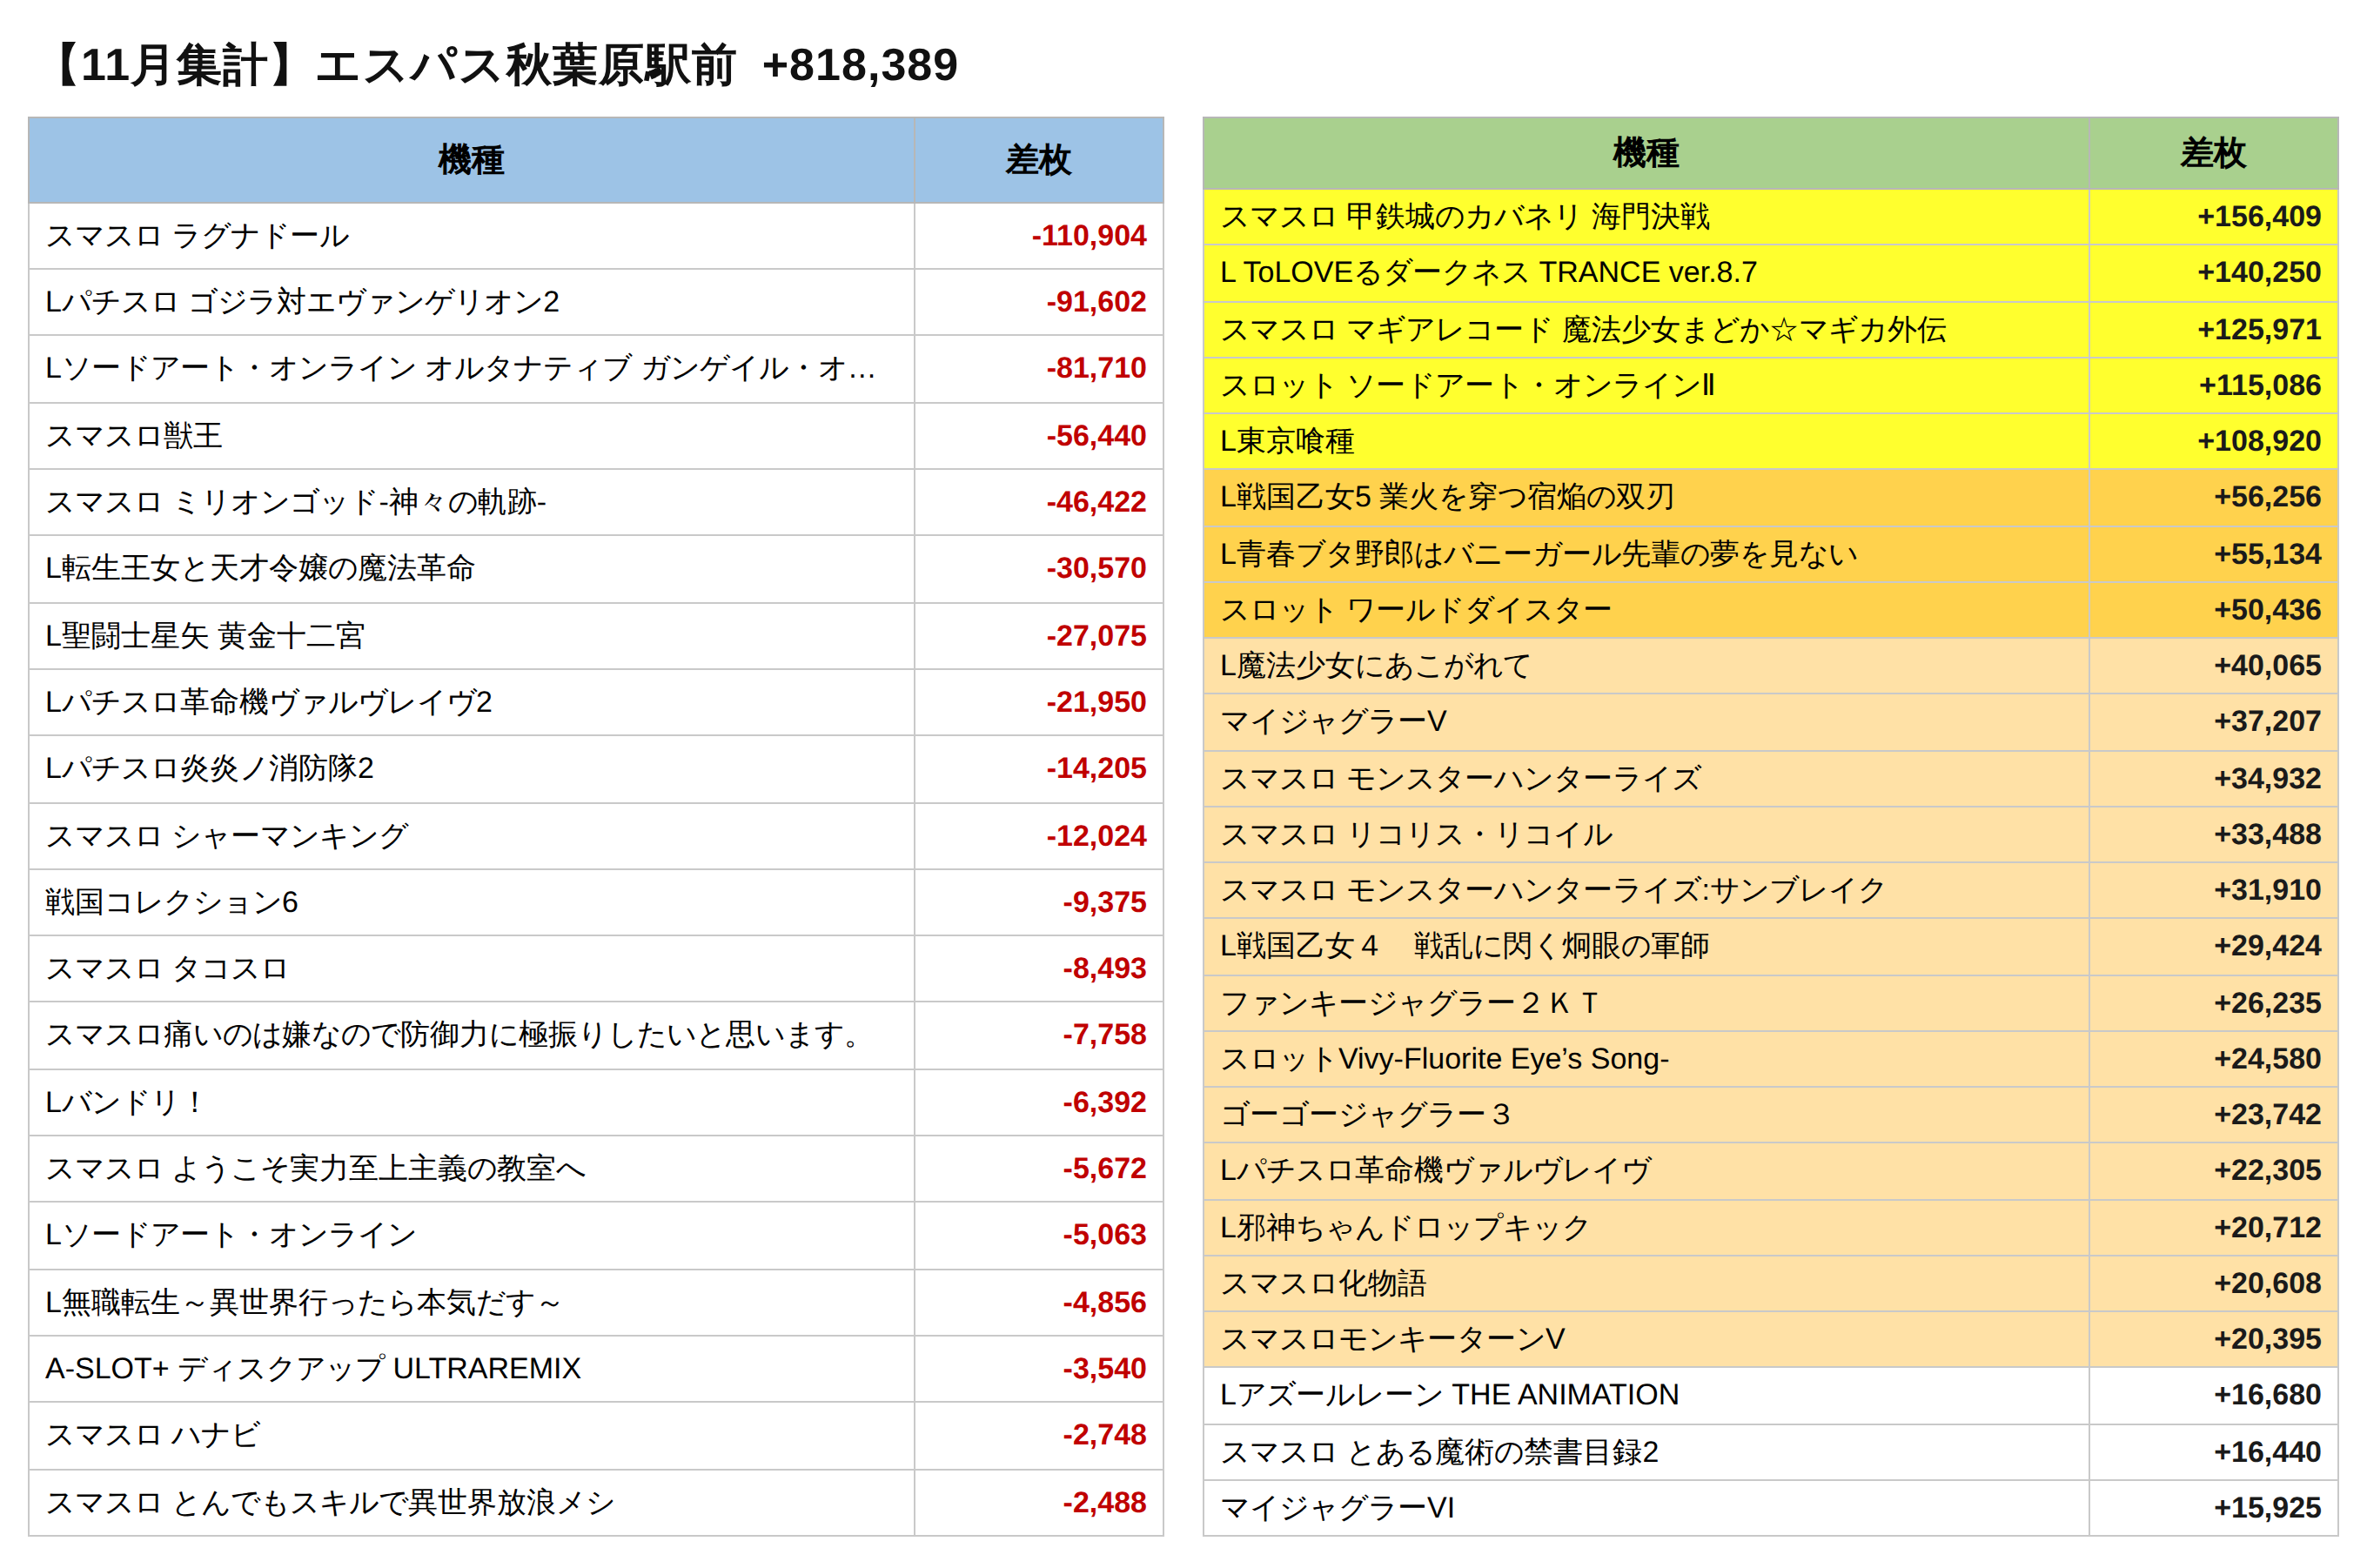 【11月集計】エスパス秋葉原駅前 +818,389
機種 差枚
スマスロ ラグナドール -110,904
Lパチスロ ゴジラ対エヴァンゲリオン2 -91,602
Lソードアート・オンライン オルタナティブ ガンゲイル・オ… -81,710
スマスロ獣王 -56,440
スマスロ ミリオンゴッド-神々の軌跡- -46,422
L転生王女と天才令嬢の魔法革命 -30,570
L聖闘士星矢 黄金十二宮 -27,075
Lパチスロ革命機ヴァルヴレイヴ2 -21,950
Lパチスロ炎炎ノ消防隊2 -14,205
スマスロ シャーマンキング -12,024
戦国コレクション6 -9,375
スマスロ タコスロ -8,493
スマスロ痛いのは嫌なので防御力に極振りしたいと思います。 -7,758
Lバンドリ！ -6,392
スマスロ ようこそ実力至上主義の教室へ -5,672
Lソードアート・オンライン -5,063
L無職転生～異世界行ったら本気だす～ -4,856
A-SLOT+ ディスクアップ ULTRAREMIX -3,540
スマスロ ハナビ -2,748
スマスロ とんでもスキルで異世界放浪メシ -2,488
機種 差枚
スマスロ 甲鉄城のカバネリ 海門決戦 +156,409
L ToLOVEるダークネス TRANCE ver.8.7 +140,250
スマスロ マギアレコード 魔法少女まどか☆マギカ外伝 +125,971
スロット ソードアート・オンラインⅡ +115,086
L東京喰種 +108,920
L戦国乙女5 業火を穿つ宿焔の双刃 +56,256
L青春ブタ野郎はバニーガール先輩の夢を見ない +55,134
スロット ワールドダイスター +50,436
L魔法少女にあこがれて +40,065
マイジャグラーV +37,207
スマスロ モンスターハンターライズ +34,932
スマスロ リコリス・リコイル +33,488
スマスロ モンスターハンターライズ:サンブレイク +31,910
L戦国乙女４　戦乱に閃く炯眼の軍師 +29,424
ファンキージャグラー２ＫＴ +26,235
スロットVivy-Fluorite Eye’s Song- +24,580
ゴーゴージャグラー３ +23,742
Lパチスロ革命機ヴァルヴレイヴ +22,305
L邪神ちゃんドロップキック +20,712
スマスロ化物語 +20,608
スマスロモンキーターンV +20,395
Lアズールレーン THE ANIMATION +16,680
スマスロ とある魔術の禁書目録2 +16,440
マイジャグラーVI +15,925